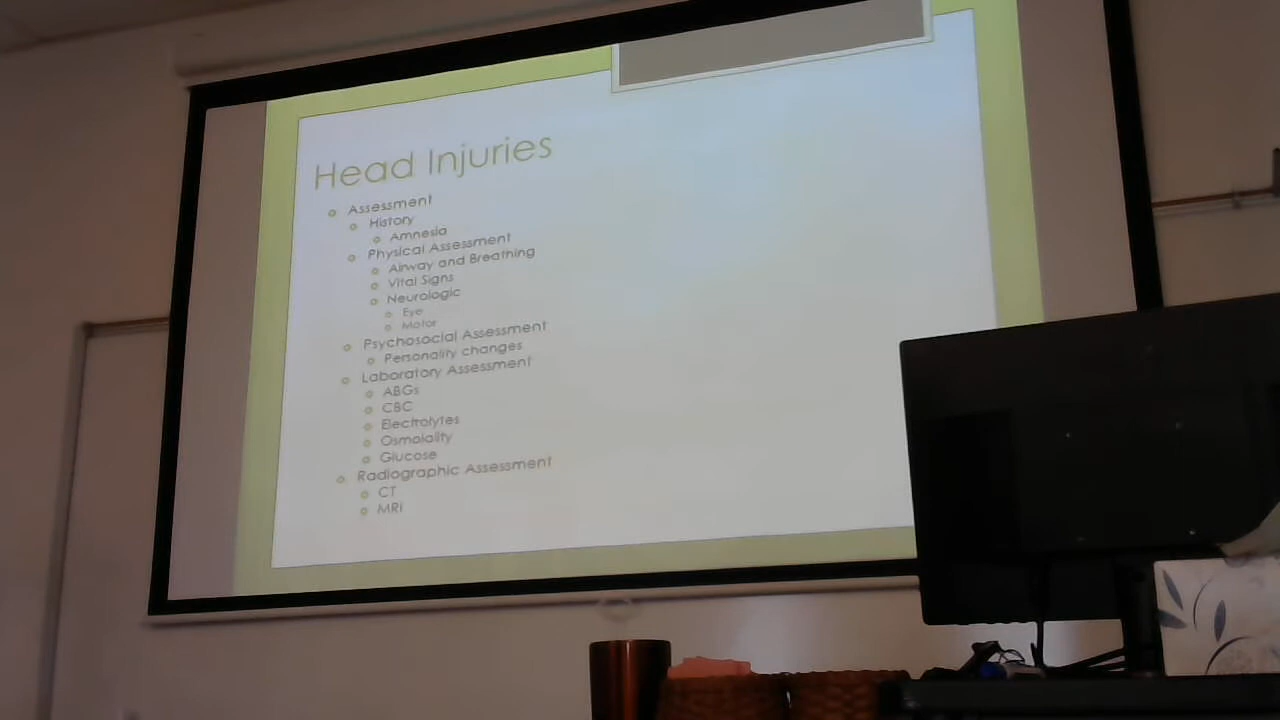 Head Injuries
Assessment
History
Amnesia
Physical Assessment
Airway and Breathing
Vital Signs
Neurologic
Eye
Motor
Psychosocial Assessment
Personality changes
Laboratory Assessment
ABGs
CBC
Electrolytes
Osmolality
Glucose
Radiographic Assessment
CT
MRI